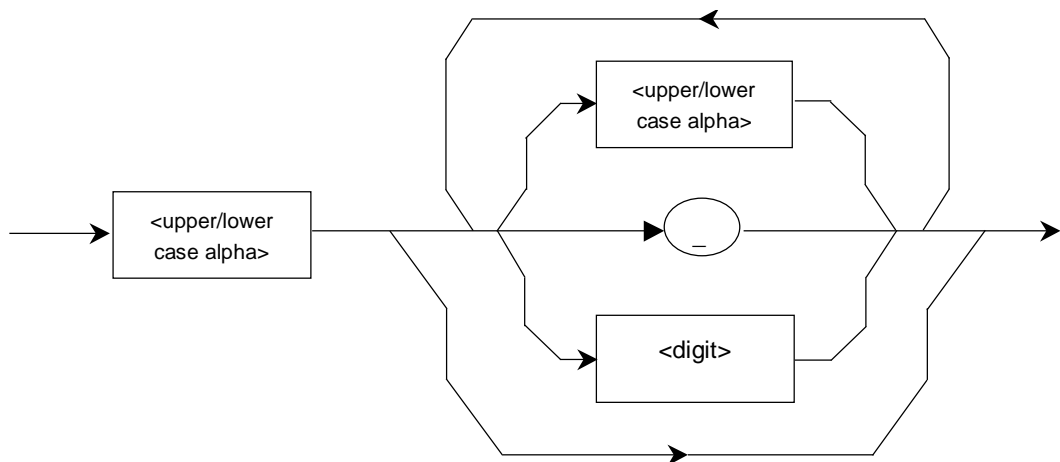 <upper/lower
case alpha>
<upper/lower
case alpha>
_
<digit>